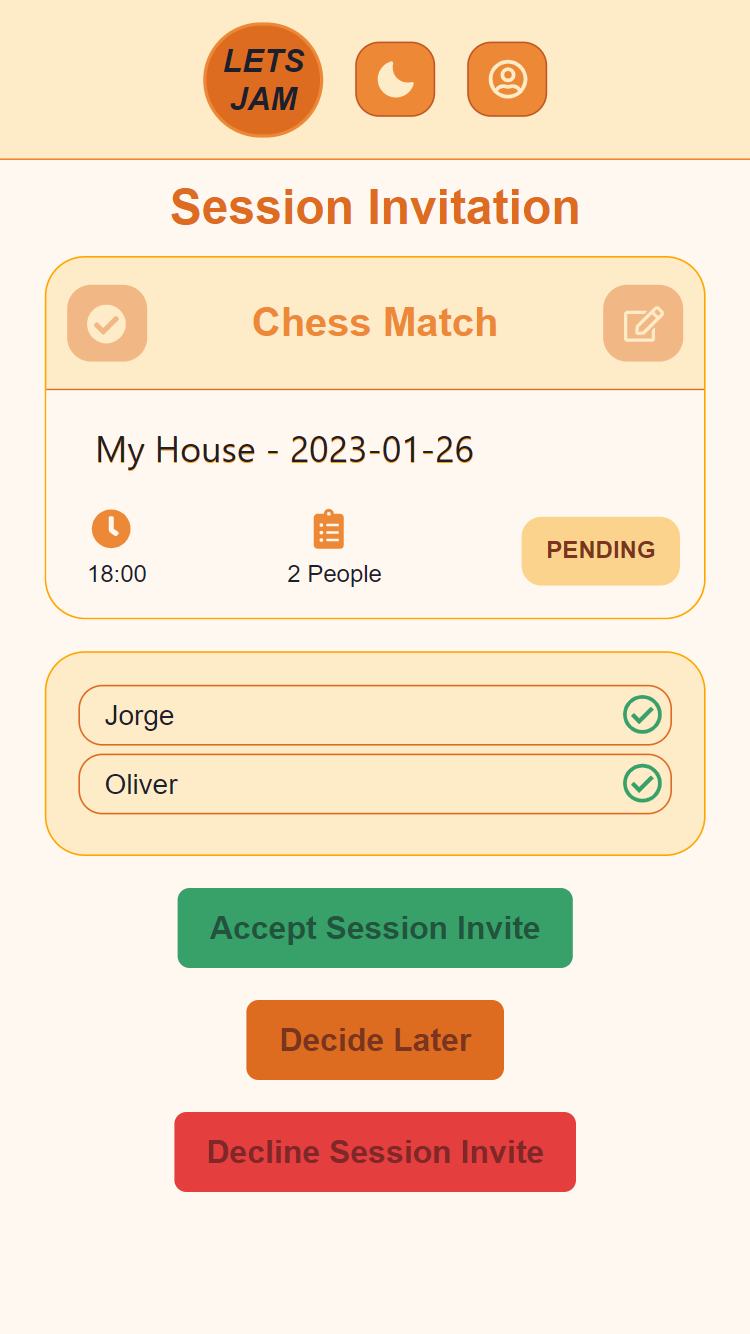 LETS
JAM
Session Invitation
Chess Match
My House - 2023-01-26
18:00
2 People
PENDING
Jorge
Oliver
Accept Session Invite
Decide Later
Decline Session Invite